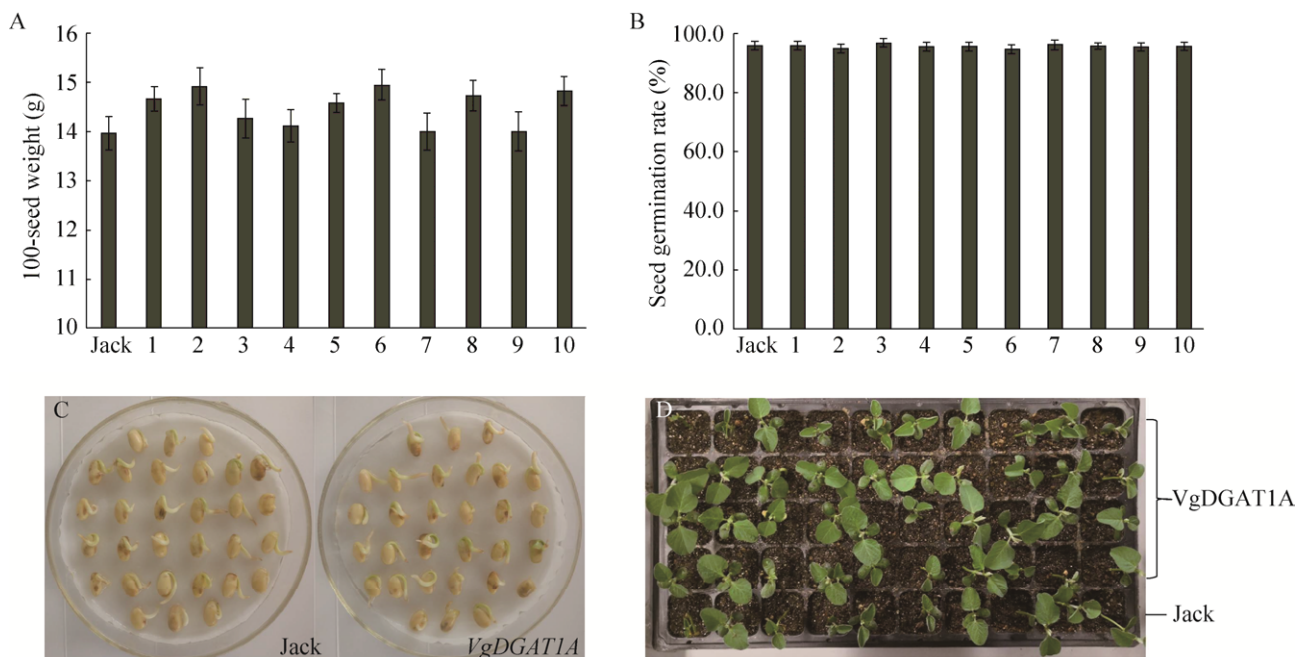 A
16
15
14
13
12
11
10
100-seed weight (g)
Jack 1 2 3 4 5 6 7 8 9 10
B
100.0
80.0
60.0
40.0
20.0
0.0
Seed germination rate (%)
Jack 1 2 3 4 5 6 7 8 9 10
C
Jack
VgDGAT1A
D
VgDGAT1A
Jack